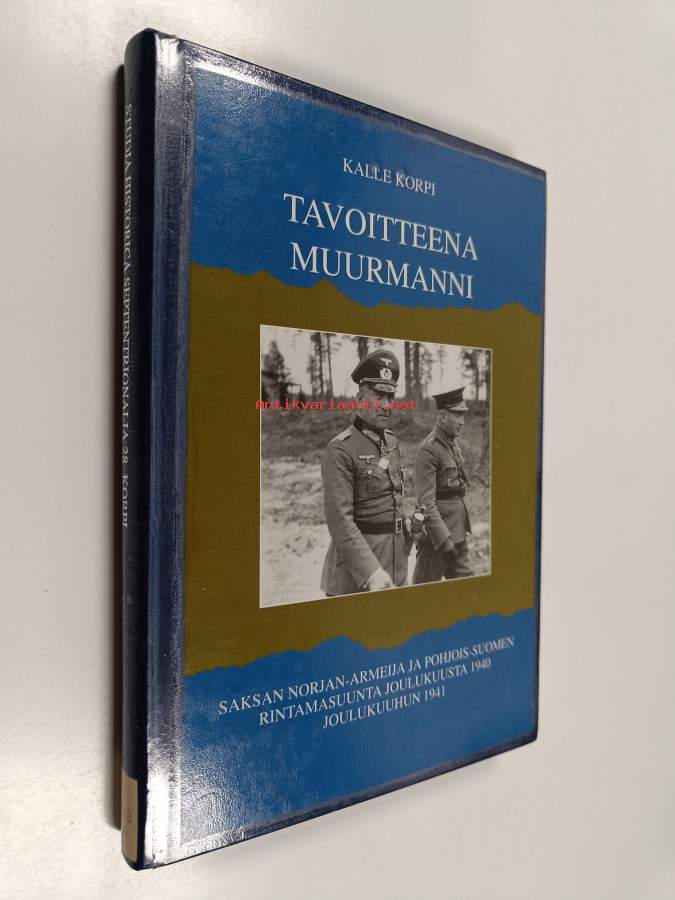 KALLE KORPI
TAVOITTEENA
MUURMANNI
Antikvariaatti.net
SAKSAN NORJAN-ARMEIJA JA POHJOIS-SUOMEN
RINTAMASUUNTA JOULUKUUSTA 1940
JOULUKUUHUN 1941
STUDIA HISTORICA SEPTENTRIONALIA 28 KORPI